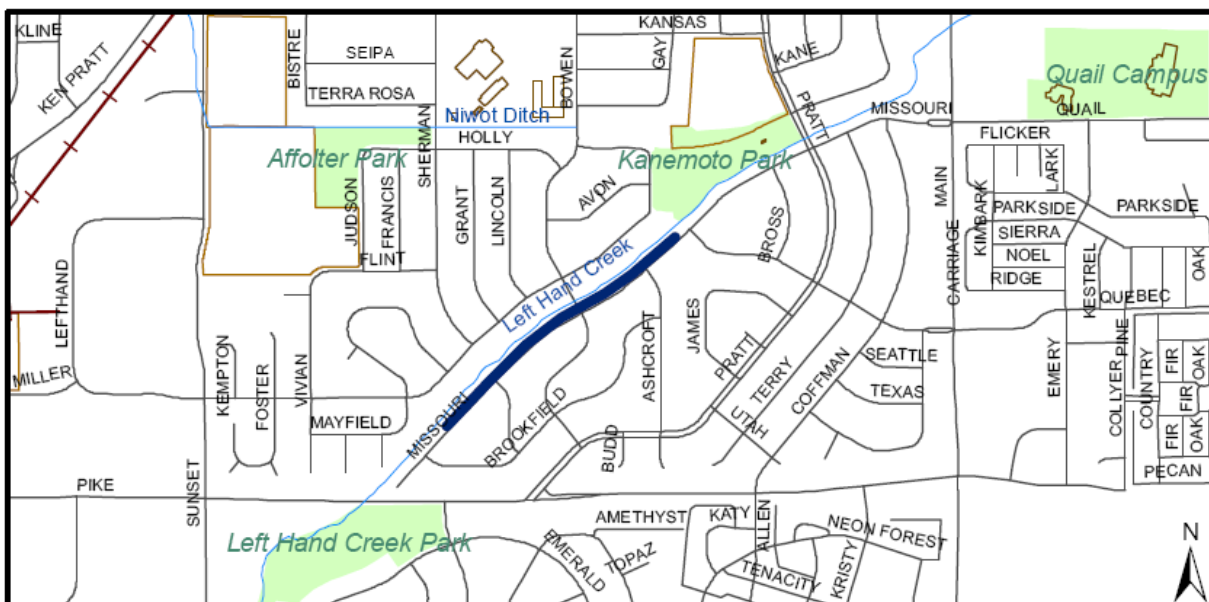 KLINE
KEN PRATT
BISTRE
SEIPA
TERRA ROSA
SHERMAN
BOWEN
KANSAS
GAY
KANE
PRATT
MISSOURI
Quail Campus
QUAIL
Niwot Ditch
HOLLY
Affolter Park
Kanemoto Park
FLICKER
LARK
MAIN
KIMBARK
JUDSON
FRANCIS
GRANT
LINCOLN
AVON
BROSS
PARKSIDE
PARKSIDE
SIERRA
NOEL
RIDGE
FLINT
Left Hand Creek
CARRIAGE
KESTREL
QUEBEC
OAK
LEFTHAND
MILLER
KEMPTON
FOSTER
VIVIAN
MAYFIELD
MISSOURI
BROOKFIELD
ASHCROFT
JAMES
PRATT
TERRY
COFFMAN
SEATTLE
TEXAS
UTAH
BUDD
EMERY
COLLYER
PINE
COUNTRY
FIR
OAK
FIR
FIR
OAK
PECAN
PIKE
SUNSET
Left Hand Creek Park
AMETHYST
KATY
ALLEN
NEON FOREST
EMERALD
TOPAZ
TENACITY
KRISTY
N